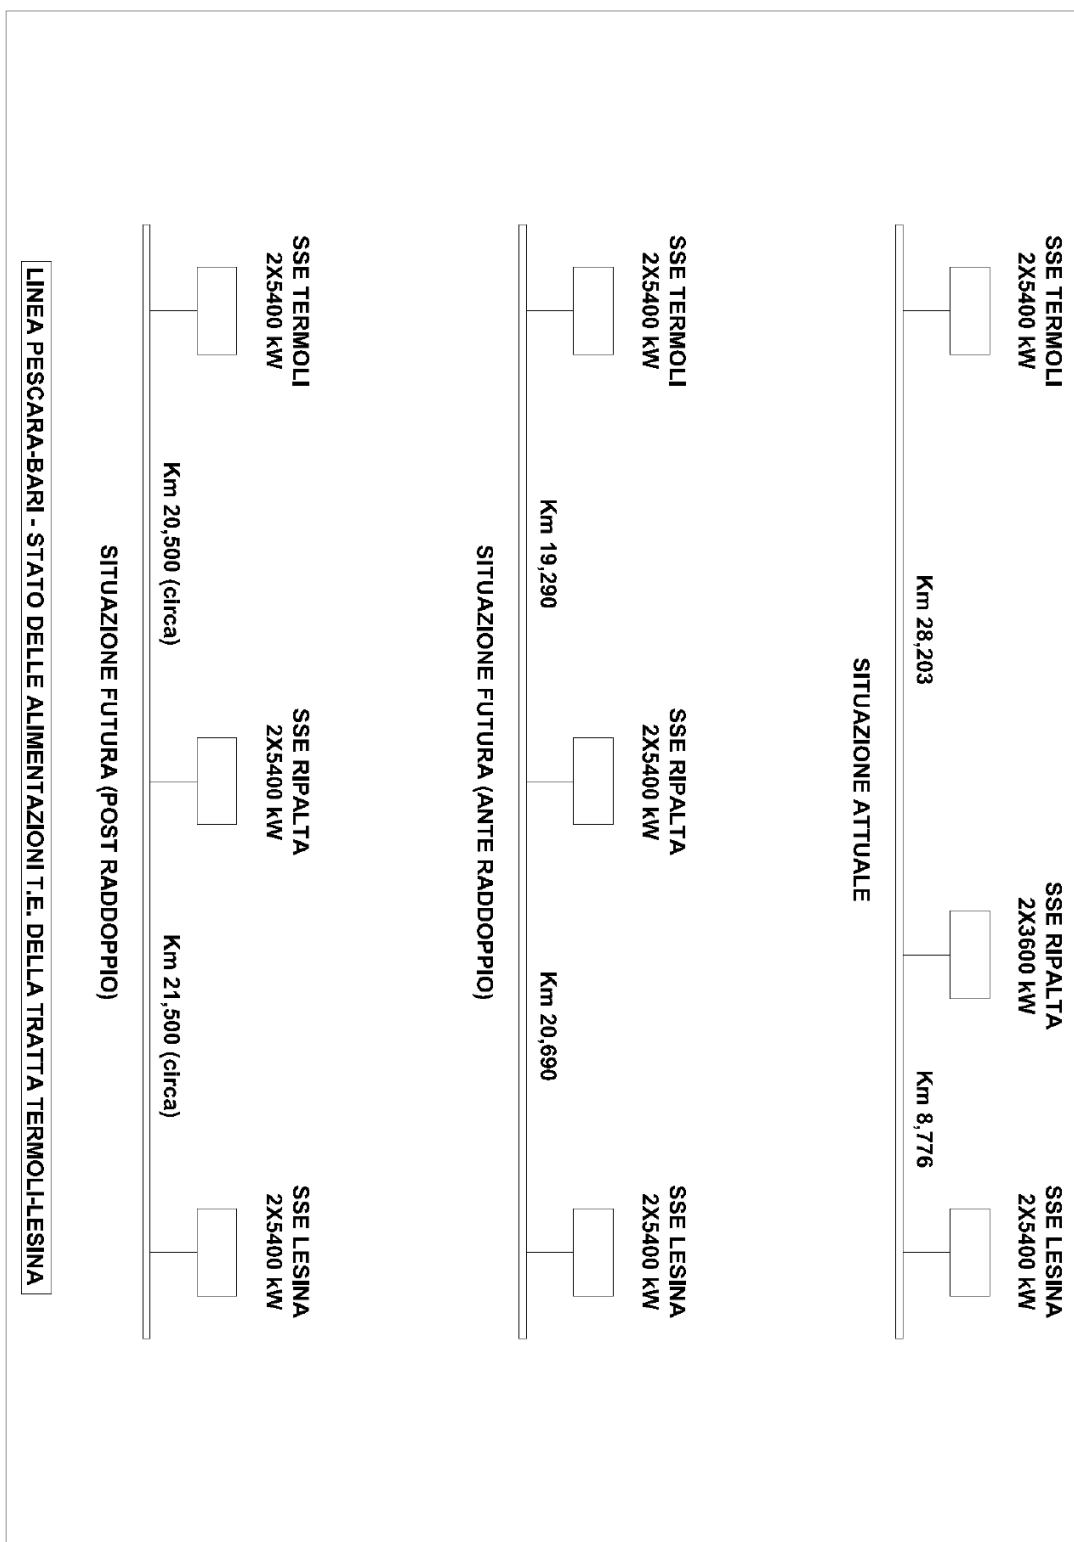 SSE TERMOLI
2X5400 kW
SSE RIPALTA
2X3600 kW
SSE LESINA
2X5400 kW
Km 28,203
Km 8,776
SITUAZIONE ATTUALE
SSE TERMOLI
2X5400 kW
SSE RIPALTA
2X5400 kW
SSE LESINA
2X5400 kW
Km 19,290
Km 20,690
SITUAZIONE FUTURA (ANTE RADDOPPIO)
SSE TERMOLI
2X5400 kW
SSE RIPALTA
2X5400 kW
SSE LESINA
2X5400 kW
Km 20,500 (circa)
Km 21,500 (circa)
SITUAZIONE FUTURA (POST RADDOPPIO)
LINEA PESCARA-BARI - STATO DELLE ALIMENTAZIONI T.E. DELLA TRATTA TERMOLI-LESINA